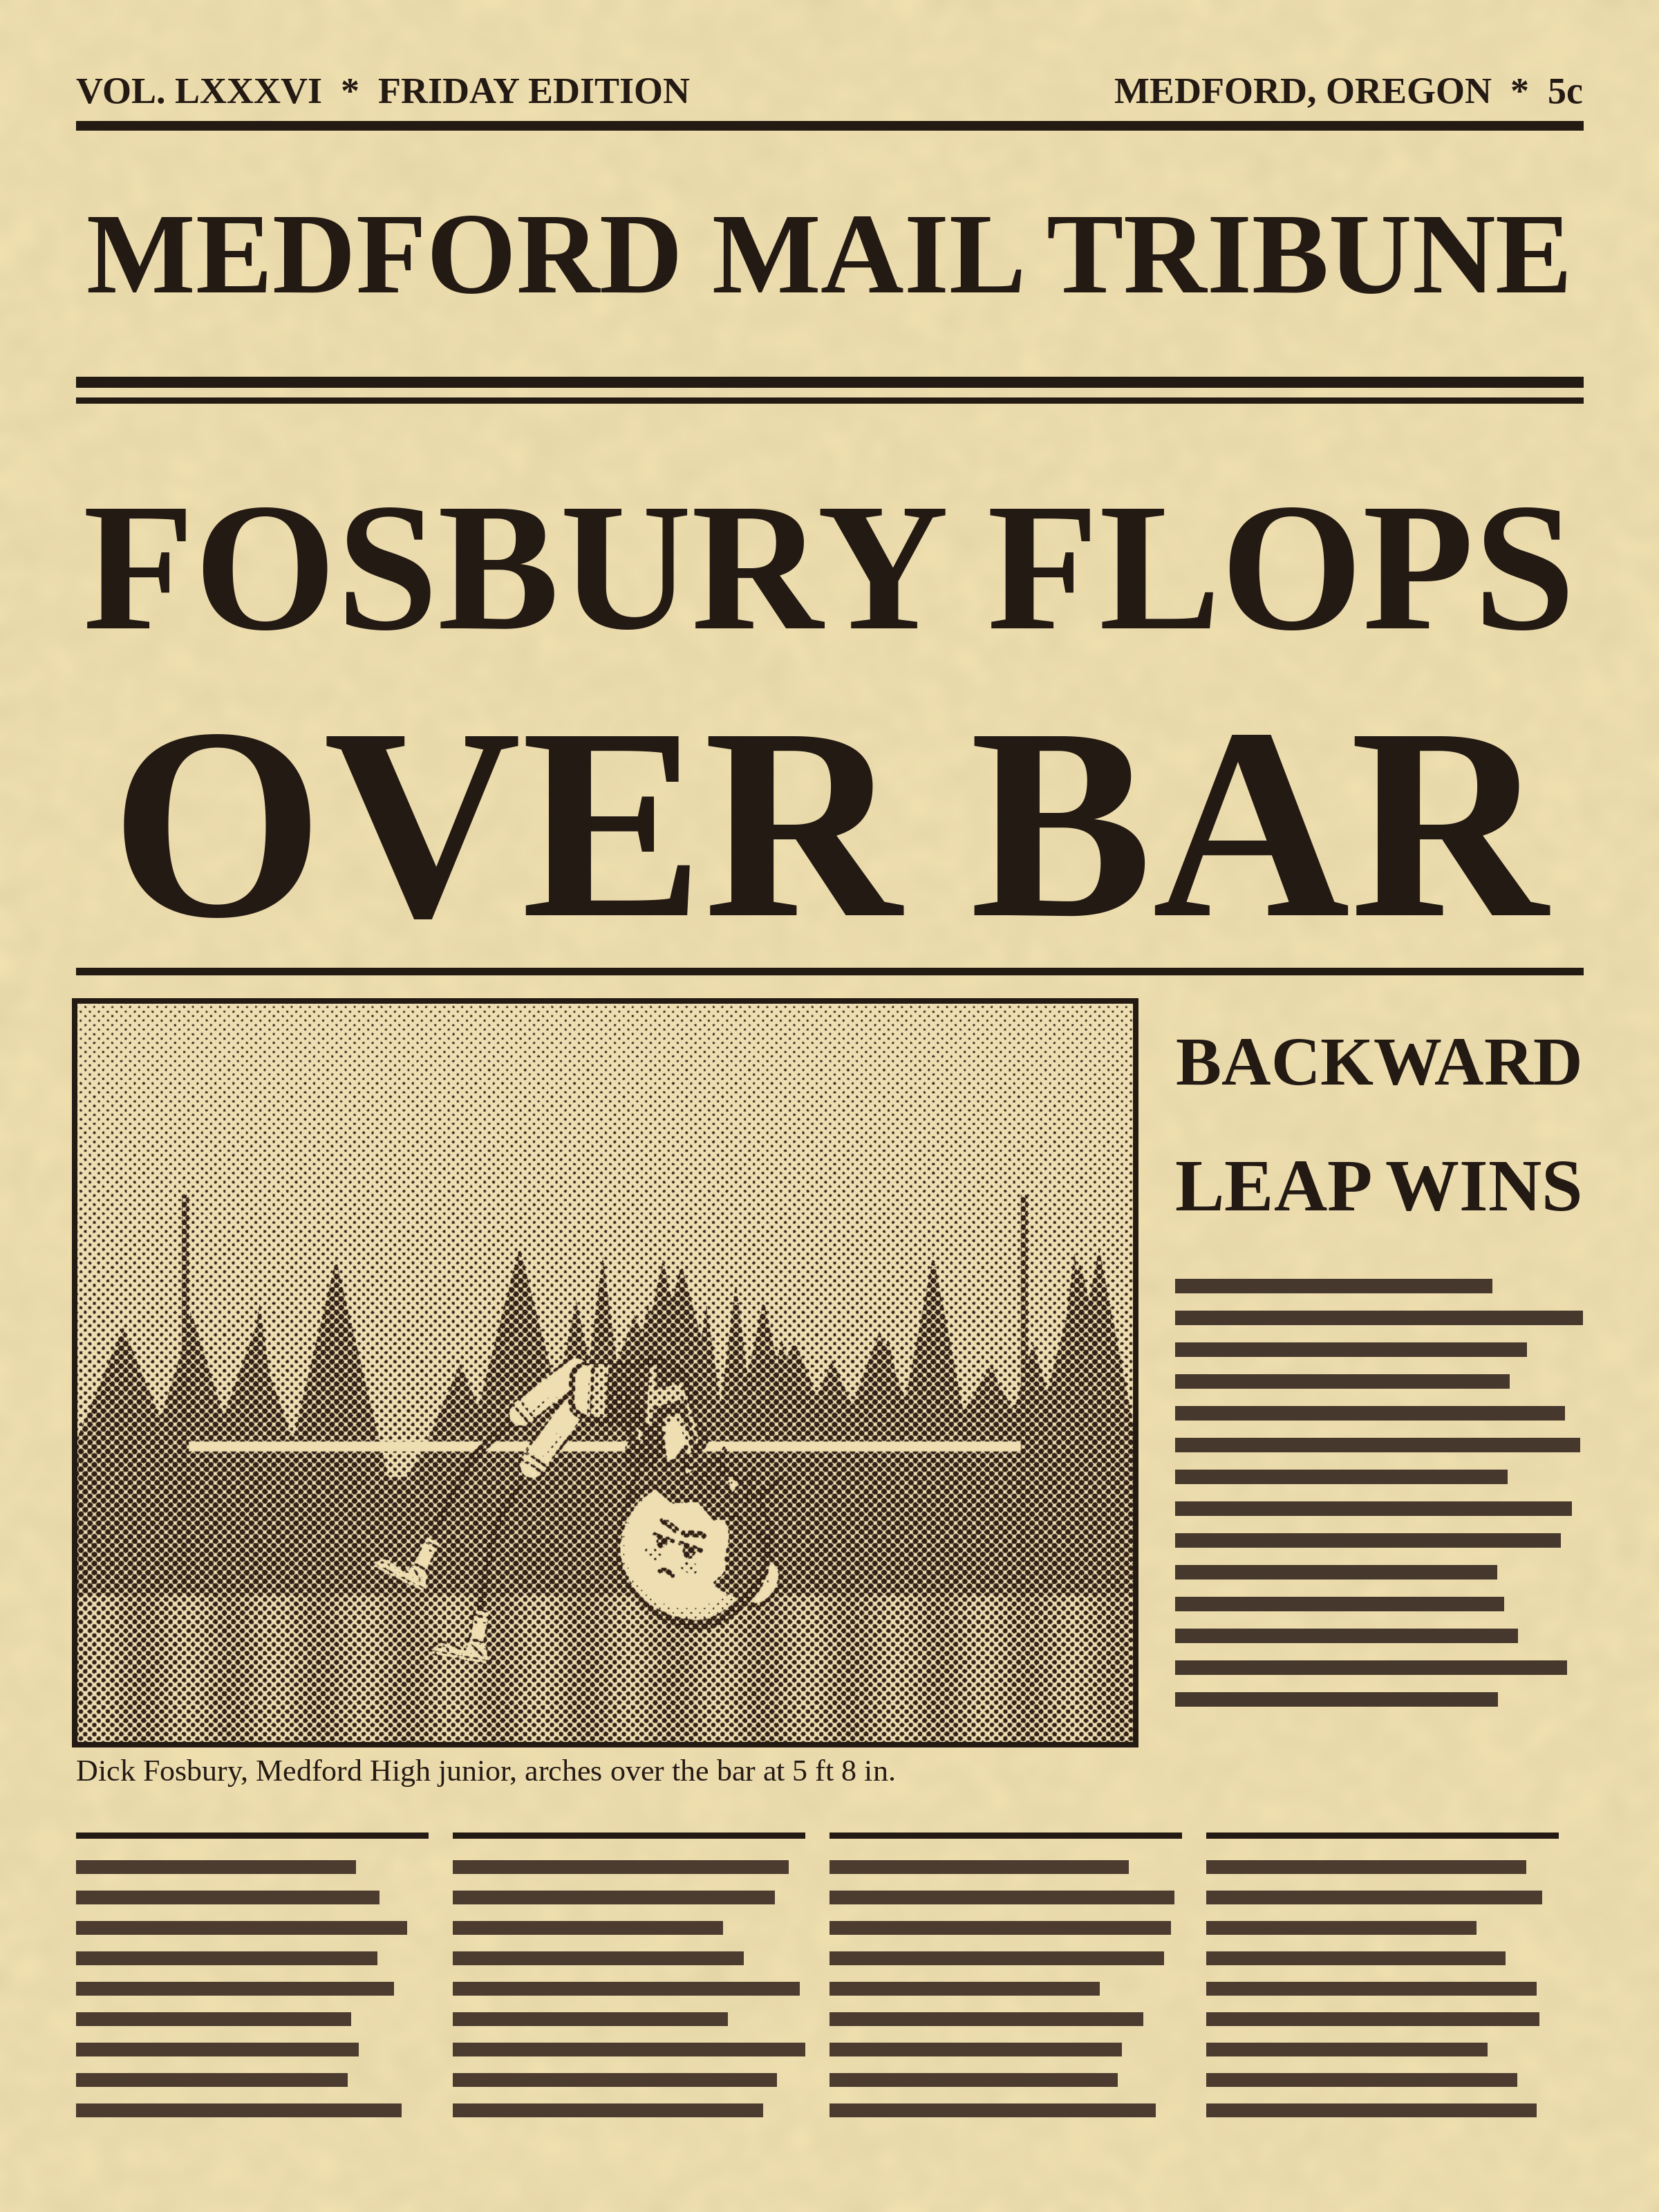 VOL. LXXXVI * FRIDAY EDITION
MEDFORD, OREGON * 5c
MEDFORD MAIL TRIBUNE
FOSBURY FLOPS
OVER BAR
BACKWARD
LEAP WINS
Dick Fosbury, Medford High junior, arches over the bar at 5 ft 8 in.